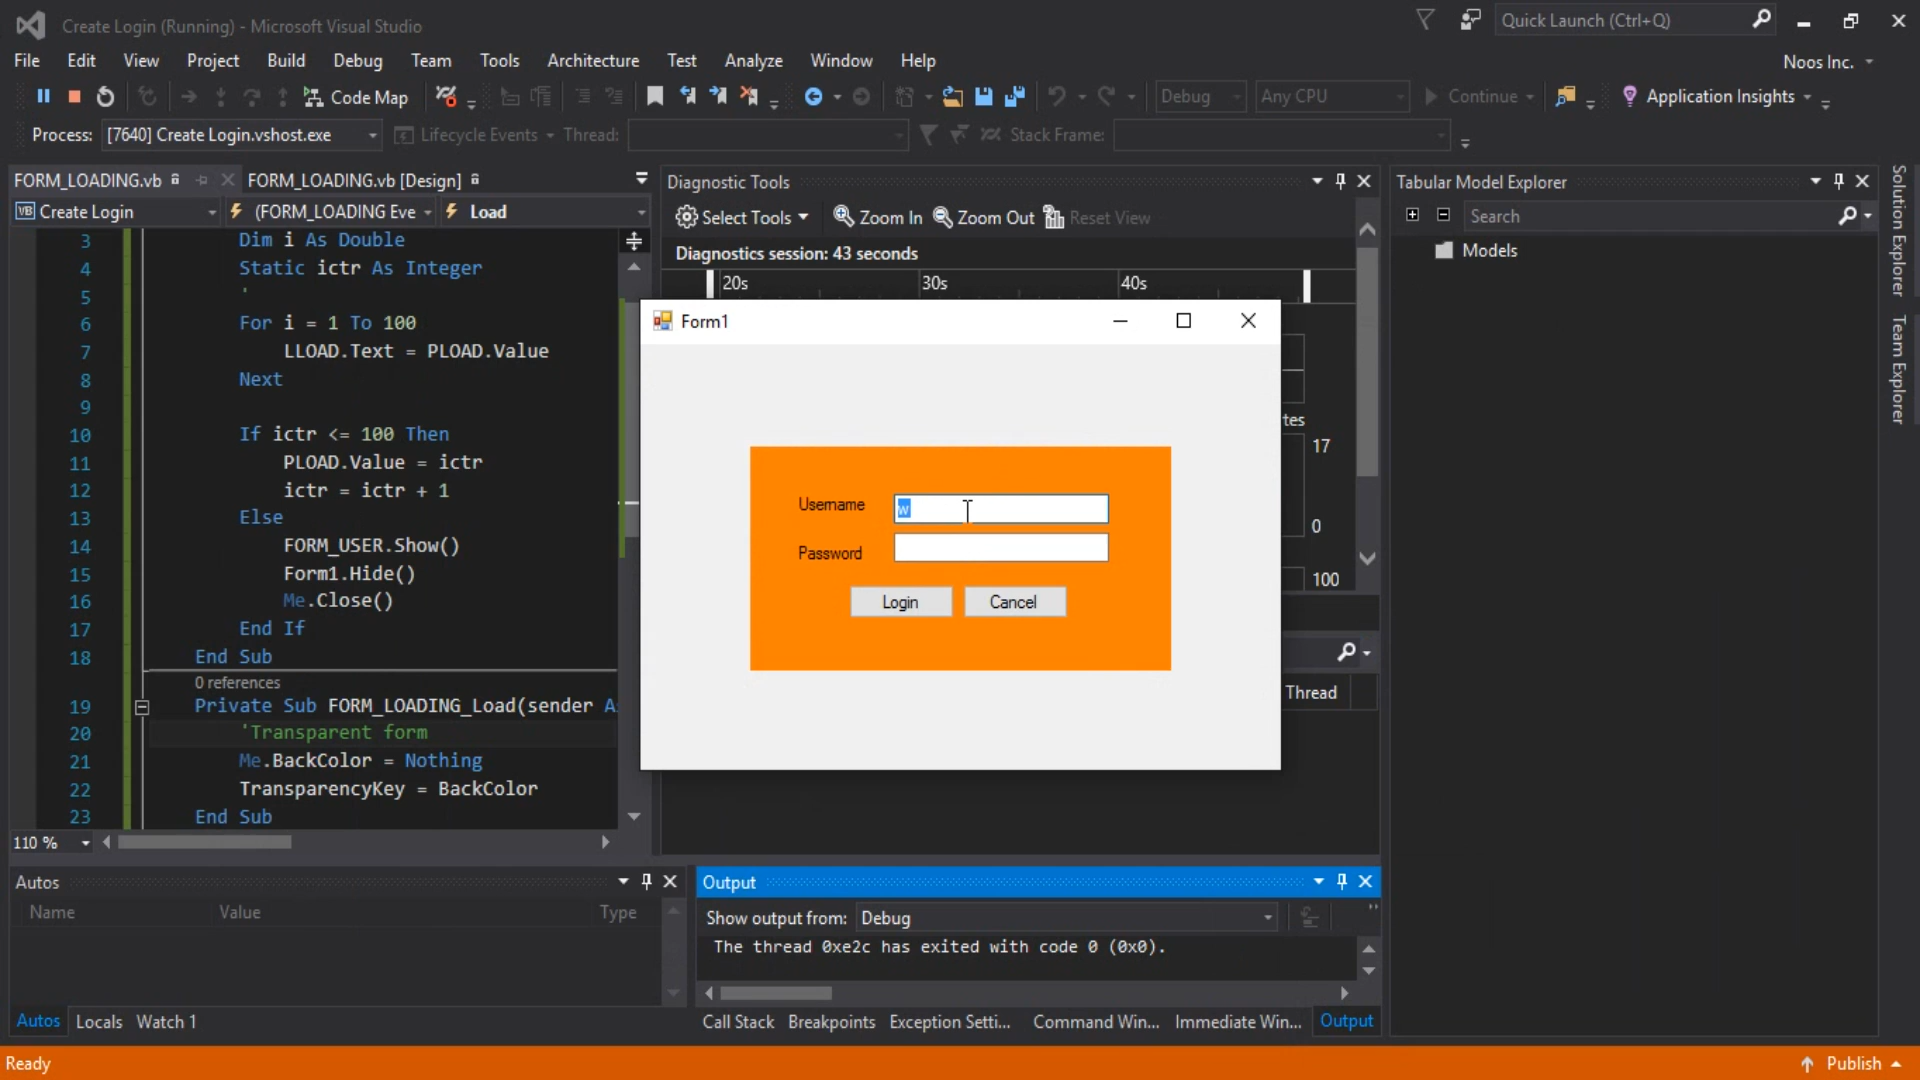 Create Login (Running) - Microsoft Visual Studio
Quick Launch (Ctrl+Q)
File Edit View Project Build Debug Team Tools Architecture Test Analyze Window Help
Noos Inc.
Code Map
Debug
Any CPU
Continue
Application Insights
Process: [7640] Create Login.vshost.exe
Lifecycle Events
Thread:
Stack Frame:
FORM_LOADING.vb
FORM_LOADING.vb [Design]
VB Create Login
(FORM_LOADING Eve
Load
3 Dim i As Double
4 Static ictr As Integer
5 '
6 For i = 1 To 100
7 LLOAD.Text = PLOAD.Value
8 Next
9
10 If ictr <= 100 Then
11 PLOAD.Value = ictr
12 ictr = ictr + 1
13 Else
14 FORM_USER.Show()
15 Form1.Hide()
16 Me.Close()
17 End If
18 End Sub
0 references
19 Private Sub FORM_LOADING_Load(sender A
20 'Transparent form
21 Me.BackColor = Nothing
22 TransparencyKey = BackColor
23 End Sub
110 %
Diagnostic Tools
Select Tools
Zoom In
Zoom Out
Reset View
Diagnostics session: 43 seconds
20s
30s
40s
tes
17
0
100
Thread
Form1
Username
w
Password
Login
Cancel
Tabular Model Explorer
Search
Models
Solution Explorer
Team Explorer
Autos
Name Value Type
Autos Locals Watch 1
Output
Show output from: Debug
The thread 0xe2c has exited with code 0 (0x0).
Call Stack Breakpoints Exception Setti... Command Win... Immediate Win... Output
Ready
Publish